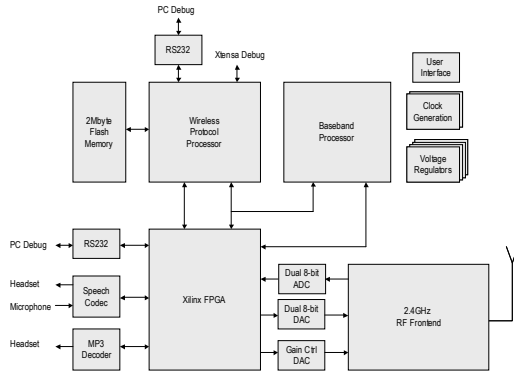 PC Debug
RS232
Xtensa Debug
User
Interface
2Mbyte
Flash
Memory
Wireless
Protocol
Processor
Baseband
Processor
Clock
Generation
Voltage
Regulators
PC Debug
RS232
Headset
Microphone
Speech
Codec
Headset
MP3
Decoder
Xilinx FPGA
Dual 8-bit
ADC
Dual 8-bit
DAC
Gain Ctrl
DAC
2.4GHz
RF Frontend